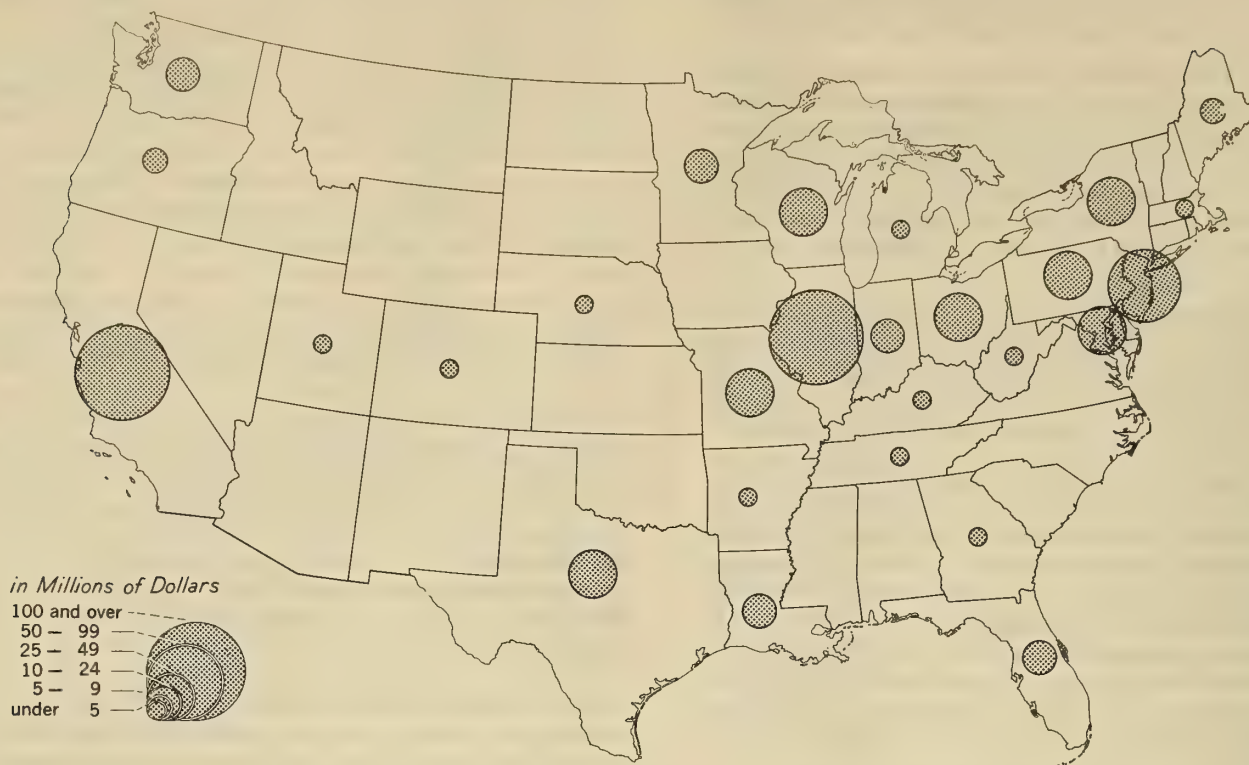 in Millions of Dollars
100 and over
50 – 99
25 – 49
10 – 24
5 – 9
under 5